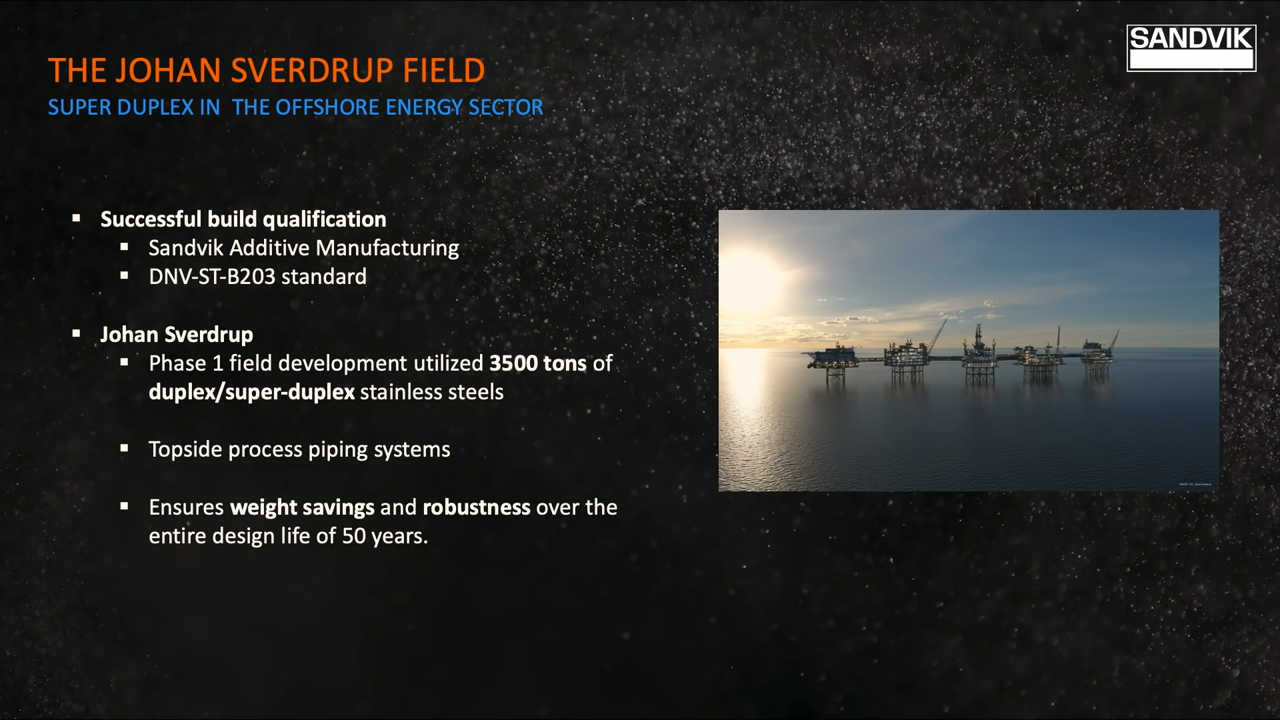 SANDVIK
THE JOHAN SVERDRUP FIELD
SUPER DUPLEX IN  THE OFFSHORE ENERGY SECTOR
▪ Successful build qualification
▪ Sandvik Additive Manufacturing
▪ DNV-ST-B203 standard
▪ Johan Sverdrup
▪ Phase 1 field development utilized 3500 tons of
duplex/super-duplex stainless steels
▪ Topside process piping systems
▪ Ensures weight savings and robustness over the
entire design life of 50 years.